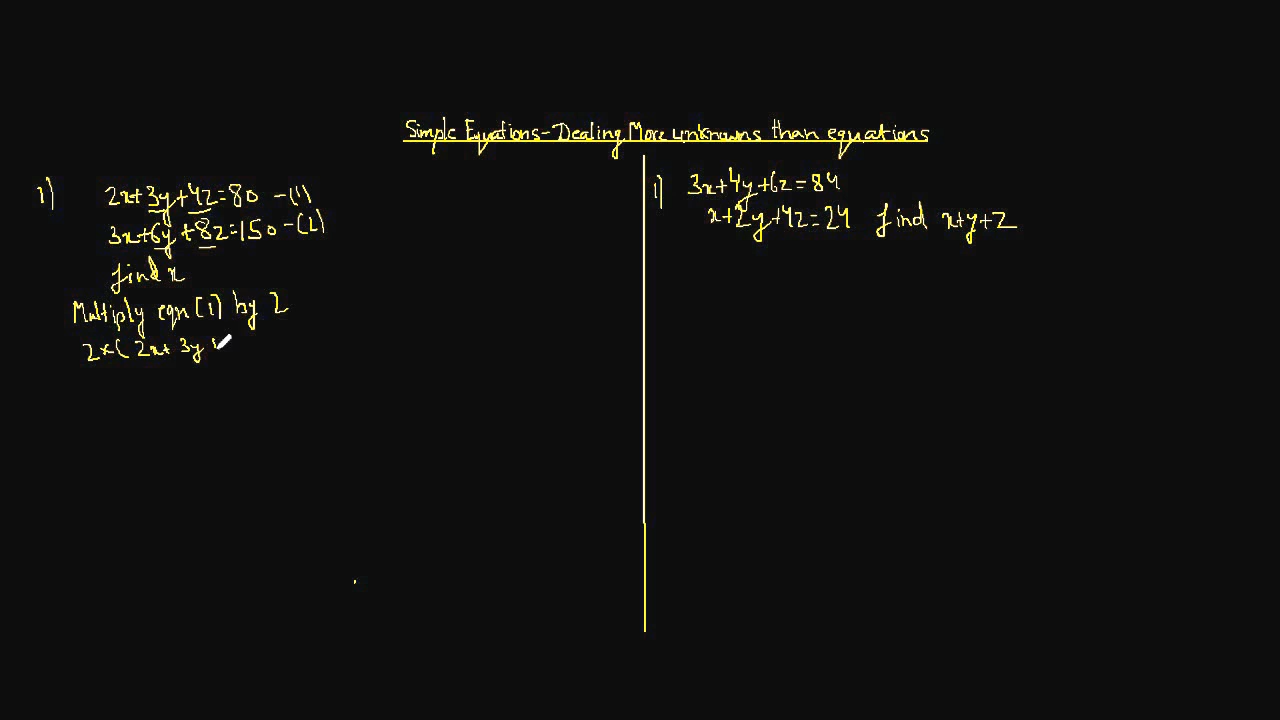 Simple Equations-Dealing More unknowns than equations
1) 2x+3y+4z=80 -(1)
3x+6y+8z=150-(2)
find x
Multiply eqn(1) by 2
2×( 2x+ 3y
1) 3x+4y+6z=84
x+2y+4z=24 find x+y+z